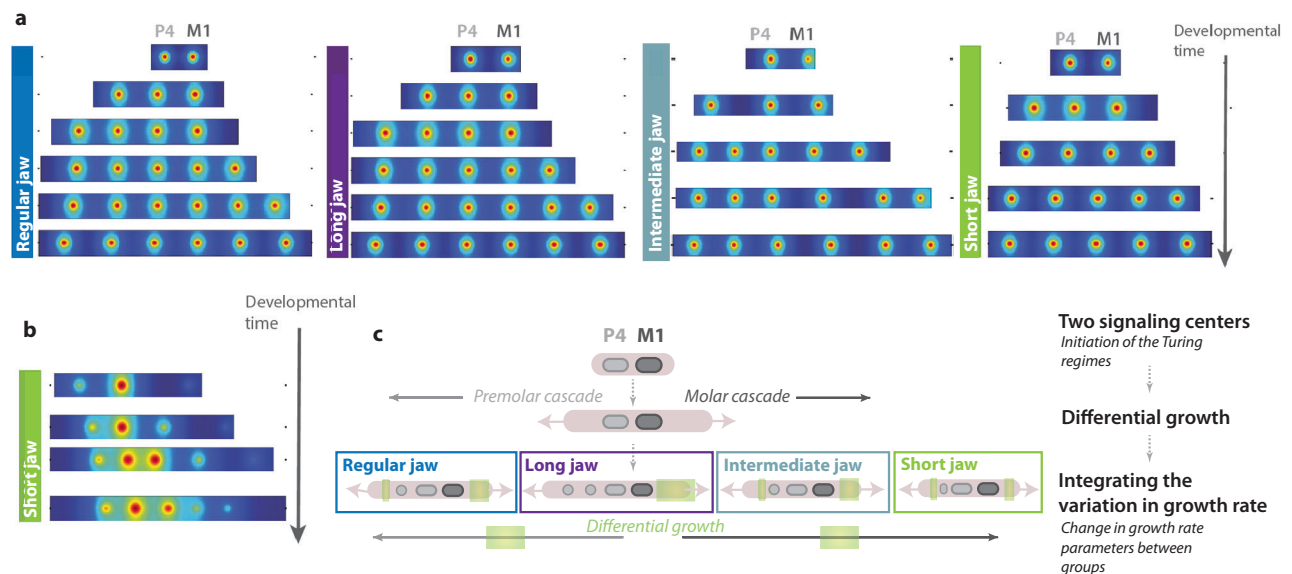 a
P4 M1
P4 M1
P4 M1
P4 M1
Developmental
time
Regular jaw
Long jaw
Intermediate jaw
Short jaw
b
Developmental
time
Short jaw
c
P4 M1
Premolar cascade
Molar cascade
Regular jaw
Long jaw
Intermediate jaw
Short jaw
Differential growth
Two signaling centers
Initiation of the Turing
regimes
Differential growth
Integrating the
variation in growth rate
Change in growth rate
parameters between
groups